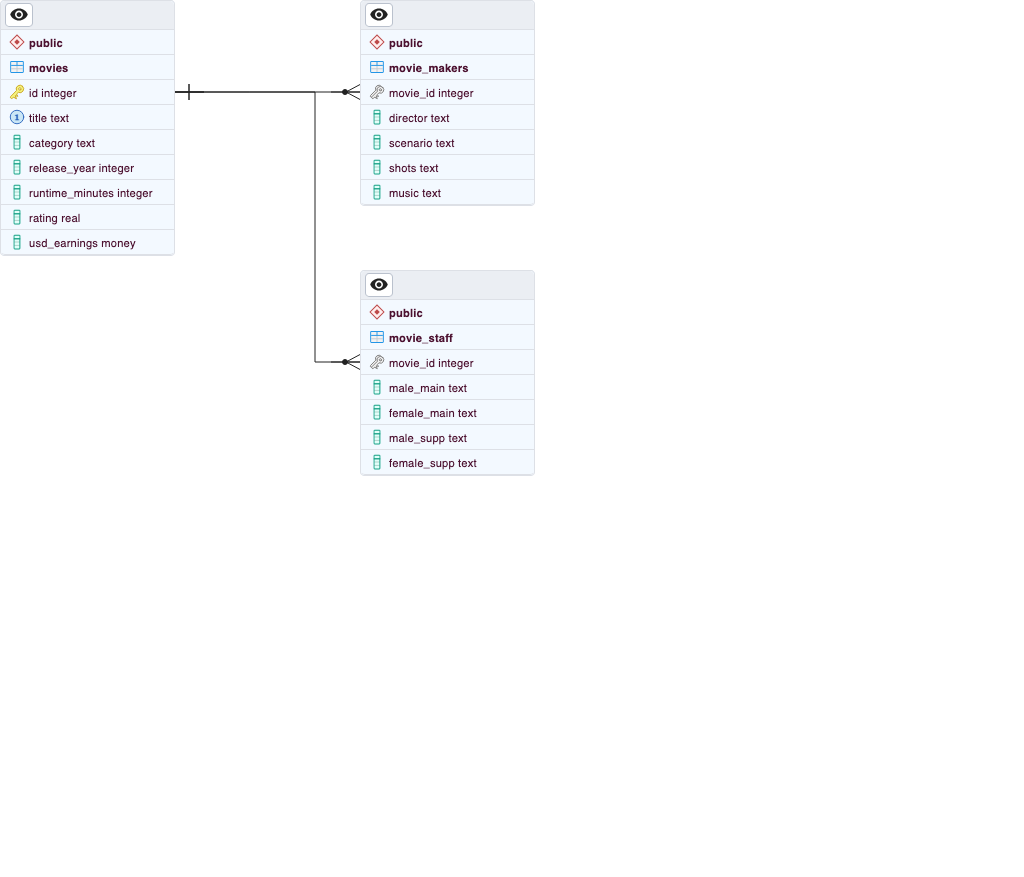 public
movies
id integer
1 title text
category text
release_year integer
runtime_minutes integer
rating real
usd_earnings money
public
movie_makers
movie_id integer
director text
scenario text
shots text
music text
public
movie_staff
movie_id integer
male_main text
female_main text
male_supp text
female_supp text